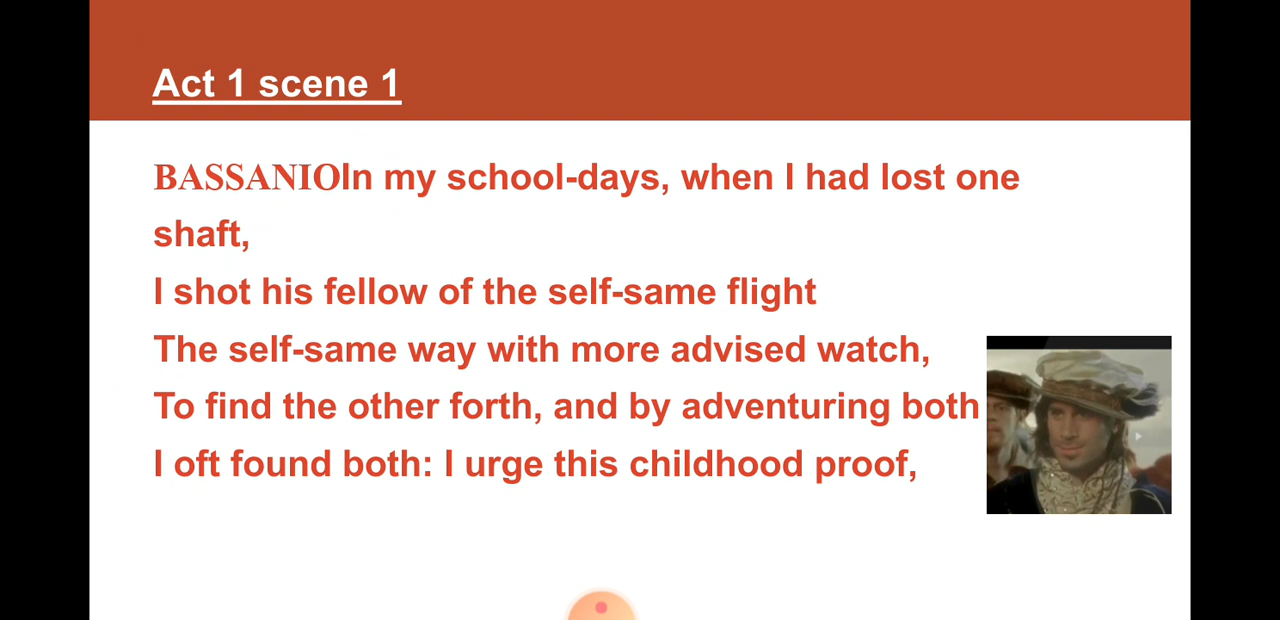 Act 1 scene 1
BASSANIOIn my school-days, when I had lost one
shaft,
I shot his fellow of the self-same flight
The self-same way with more advised watch,
To find the other forth, and by adventuring both
I oft found both: I urge this childhood proof,